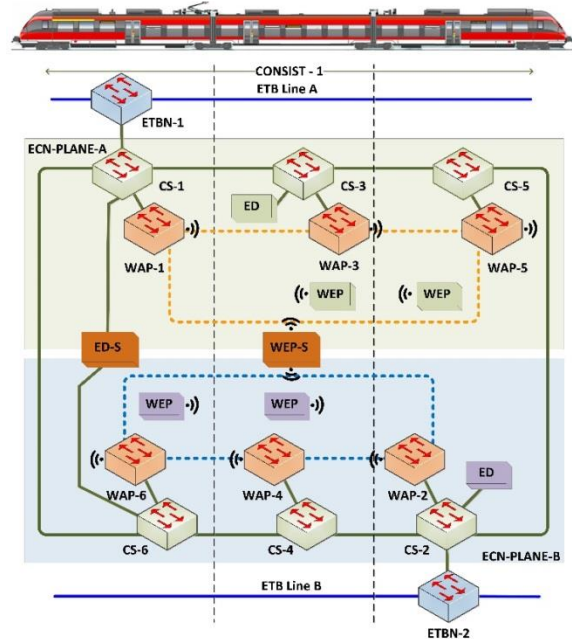 CONSIST - 1
ETB Line A
ETBN-1
ECN-PLANE-A
CS-1
CS-3
CS-5
ED
WAP-1
WAP-3
WAP-5
WEP
WEP
ED-S
WEP-S
WEP
WEP
WAP-6
WAP-4
WAP-2
ED
CS-6
CS-4
CS-2
ECN-PLANE-B
ETB Line B
ETBN-2